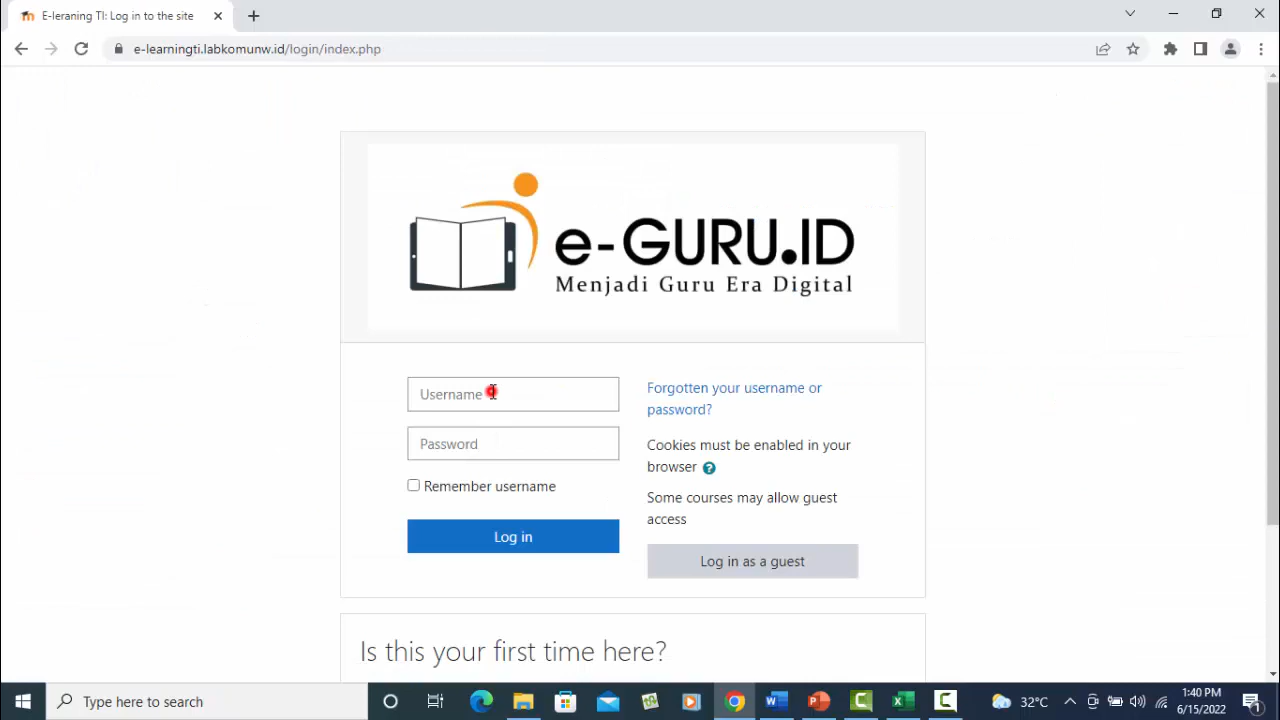 E-leraning TI: Log in to the site
e-learningti.labkomunw.id/login/index.php
e-GURU.ID
Menjadi Guru Era Digital
Username
Password
Remember username
Log in
Forgotten your username or
password?
Cookies must be enabled in your
browser ?
Some courses may allow guest
access
Log in as a guest
Is this your first time here?
Type here to search
32°C
1:40 PM
6/15/2022
1